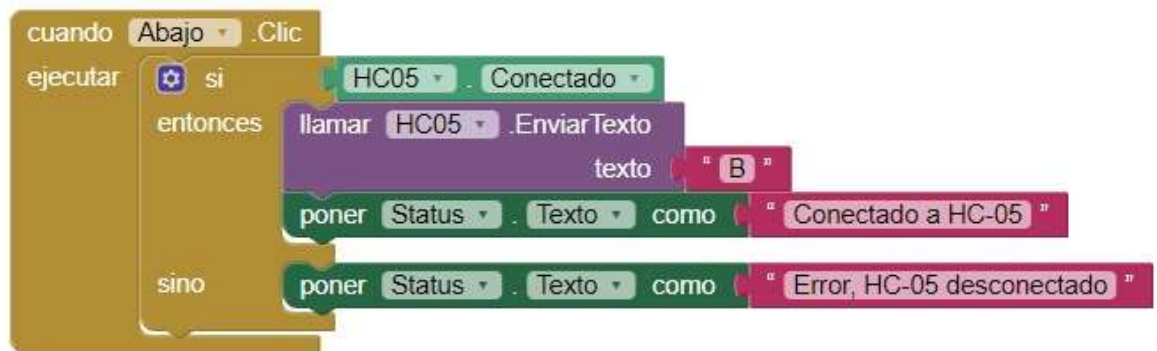 cuando Abajo .Clic
ejecutar si HC05 . Conectado
entonces llamar HC05 .EnviarTexto
texto " B "
poner Status . Texto como " Conectado a HC-05 "
sino poner Status . Texto como " Error, HC-05 desconectado "